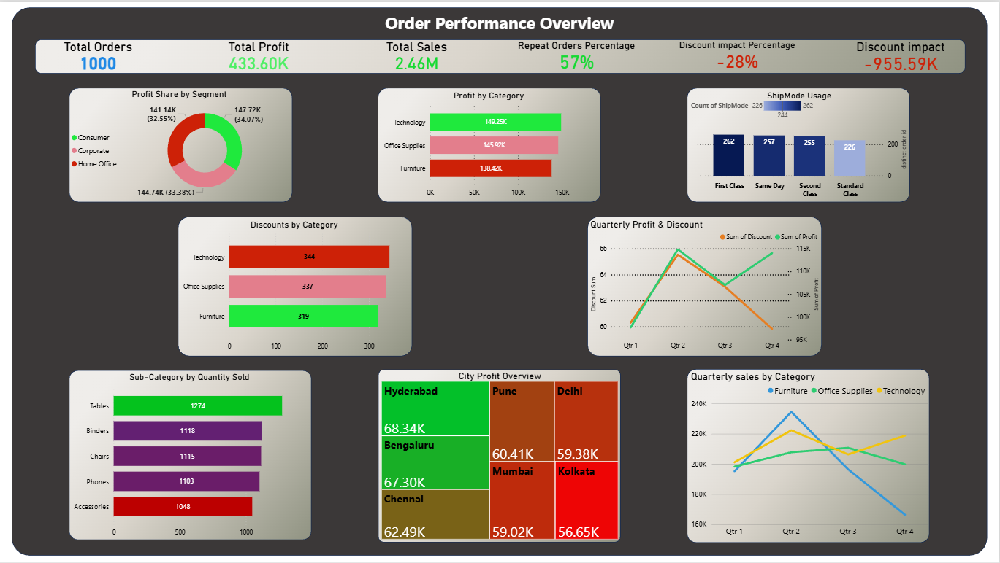 Order Performance Overview
Total Orders
1000
Total Profit
433.60K
Total Sales
2.46M
Repeat Orders Percentage
57%
Discount impact Percentage
-28%
Discount impact
-955.59K
Profit Share by Segment
141.14K
(32.55%)
147.72K
(34.07%)
144.74K (33.38%)
Consumer
Corporate
Home Office
Profit by Category
Technology
149.25K
Office Supplies
145.92K
Furniture
138.42K
0K 50K 100K 150K
ShipMode Usage
Count of ShipMode 226 262
244
262 257 255 226
200
0
distinct order id
First Class Same Day Second Class Standard Class
Discounts by Category
Technology
344
Office Supplies
337
Furniture
319
0 100 200 300
Quarterly Profit & Discount
Sum of Discount Sum of Profit
66
64
62
60
Discount Sum
115K
110K
105K
100K
95K
Sum of Profit
Qtr 1 Qtr 2 Qtr 3 Qtr 4
Sub-Category by Quantity Sold
Tables
1274
Binders
1118
Chairs
1115
Phones
1103
Accessories
1048
0 500 1000
City Profit Overview
Hyderabad
68.34K
Bengaluru
67.30K
Chennai
62.49K
Pune
60.41K
Delhi
59.38K
Mumbai
59.02K
Kolkata
56.65K
Quarterly sales by Category
Furniture Office Supplies Technology
240K
220K
200K
180K
160K
Qtr 1 Qtr 2 Qtr 3 Qtr 4